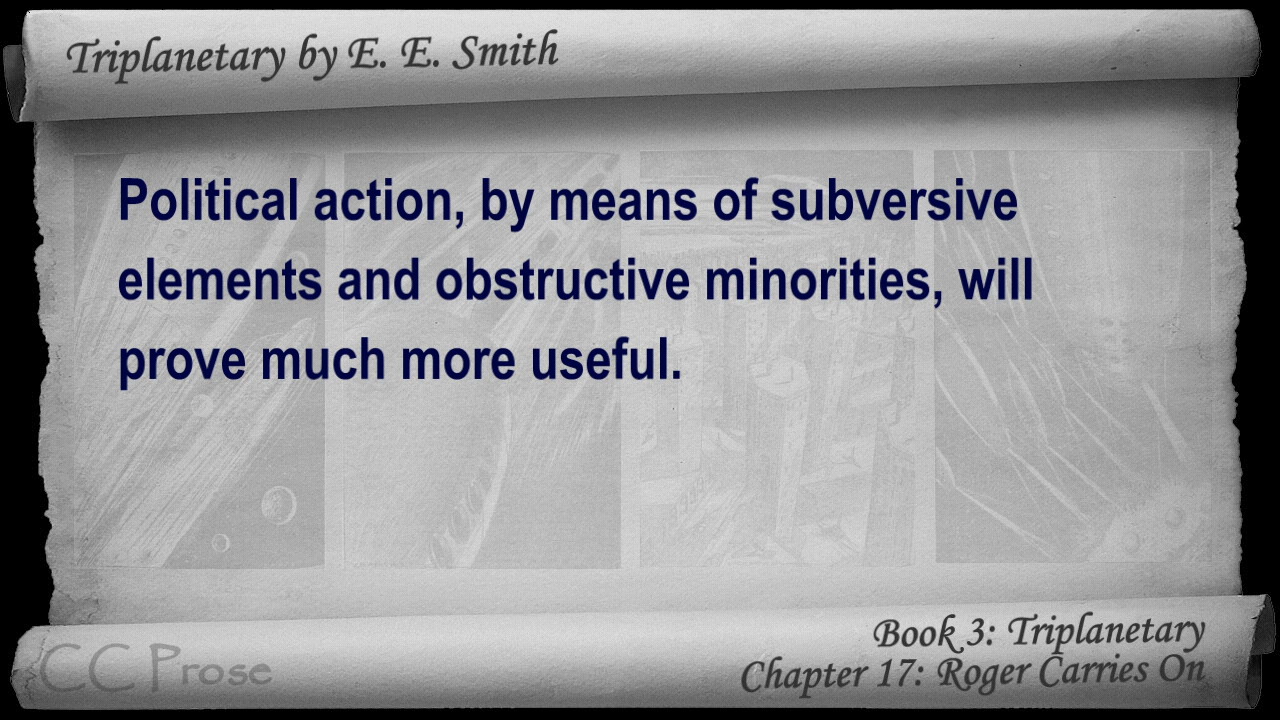 Triplanetary by E. E. Smith
Political action, by means of subversive
elements and obstructive minorities, will
prove much more useful.
Book 3: Triplanetary
Chapter 17: Roger Carries On
CC Prose